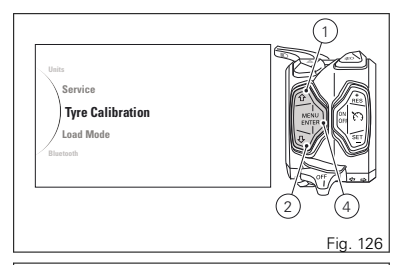 Units
Service
Tyre Calibration
Load Mode
Bluetooth
1
RES
MENU
ENTER
ON
OFF
SET
OFF
2
4
Fig. 126